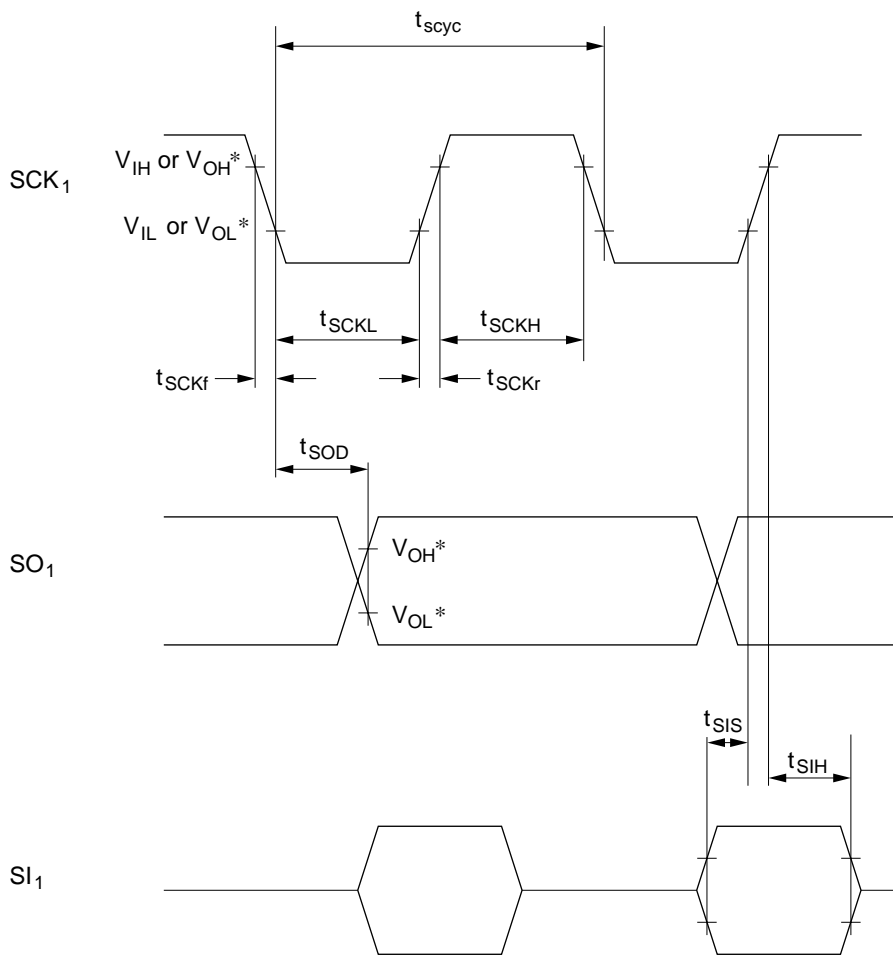 tscyc
SCK1
VIH or VOH*
VIL or VOL*
tSCKL
tSCKH
tSCKf
tSCKr
tSOD
SO1
VOH*
VOL*
tSIS
tSIH
SI1